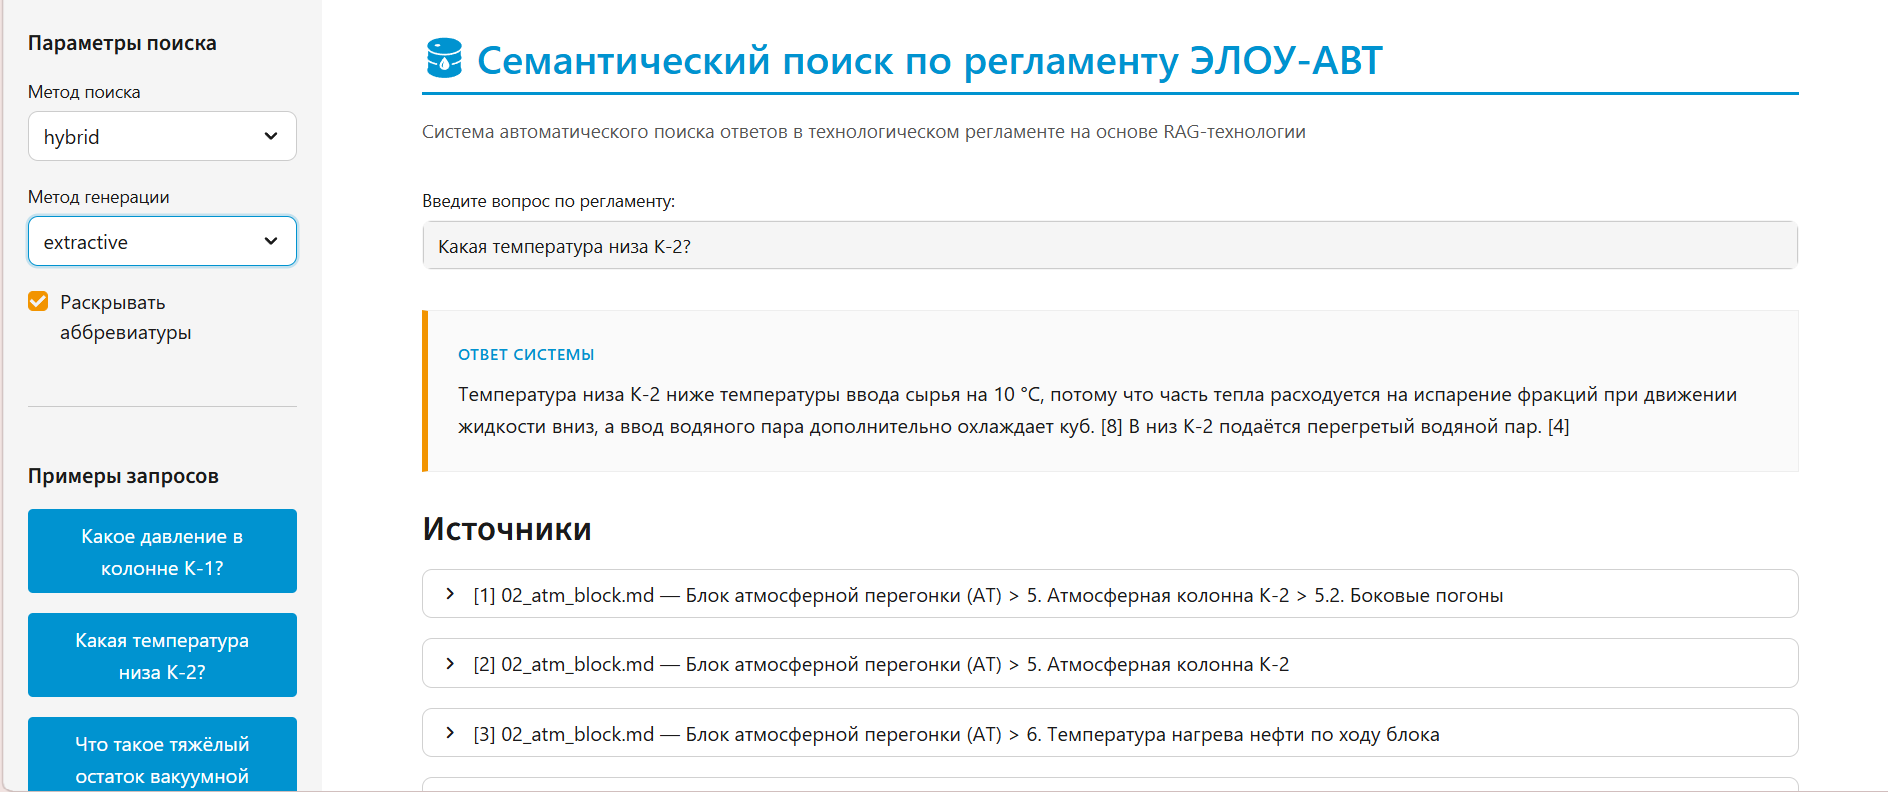 Параметры поиска
Метод поиска
hybrid
Метод генерации
extractive
Раскрывать
аббревиатуры
Примеры запросов
Какое давление в
колонне К-1?
Какая температура
низа К-2?
Что такое тяжёлый
остаток вакуумной
Семантический поиск по регламенту ЭЛОУ-АВТ
Система автоматического поиска ответов в технологическом регламенте на основе RAG-технологии
Введите вопрос по регламенту:
Какая температура низа К-2?
ОТВЕТ СИСТЕМЫ
Температура низа К-2 ниже температуры ввода сырья на 10 °С, потому что часть тепла расходуется на испарение фракций при движении
жидкости вниз, а ввод водяного пара дополнительно охлаждает куб. [8] В низ К-2 подаётся перегретый водяной пар. [4]
Источники
[1] 02_atm_block.md — Блок атмосферной перегонки (АТ) > 5. Атмосферная колонна К-2 > 5.2. Боковые погоны
[2] 02_atm_block.md — Блок атмосферной перегонки (АТ) > 5. Атмосферная колонна К-2
[3] 02_atm_block.md — Блок атмосферной перегонки (АТ) > 6. Температура нагрева нефти по ходу блока